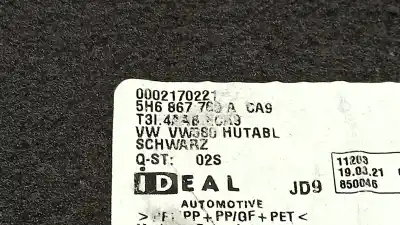 0002170221
5H6 867 769 A CA9
VW VW380 HUTABL
SCHWARZ
Q-ST: 02S
11203
19.03.21
850046
IDEAL JD9
AUTOMOTIVE
PP+PP/GF+PET<